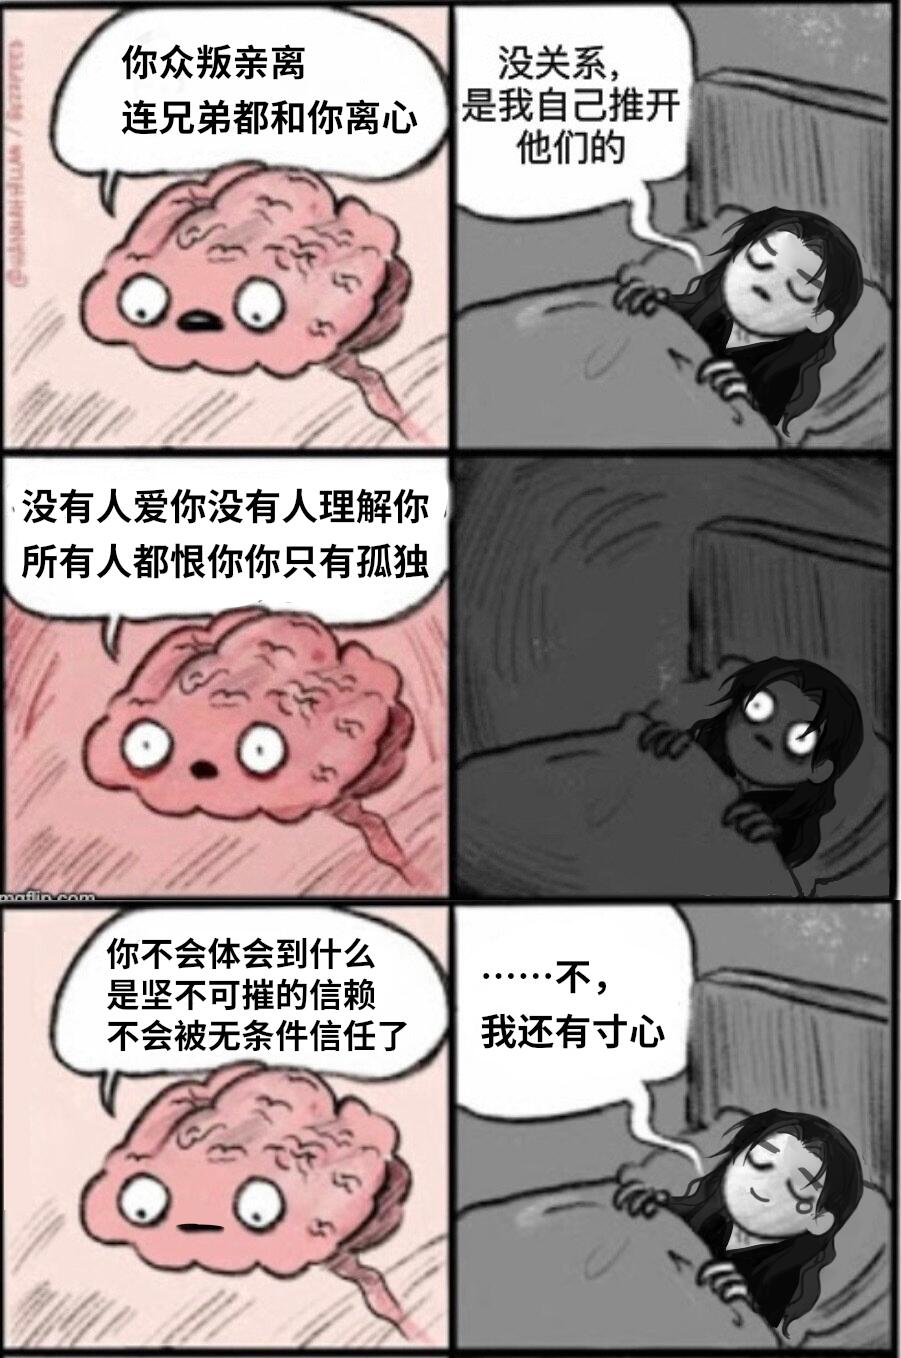 你众叛亲离
连兄弟都和你离心
没关系，
是我自己推开
他们的
没有人爱你没有人理解你
所有人都恨你你只有孤独
mgflip.com
你不会体会到什么
是坚不可摧的信赖
不会被无条件信任了
……不，
我还有寸心